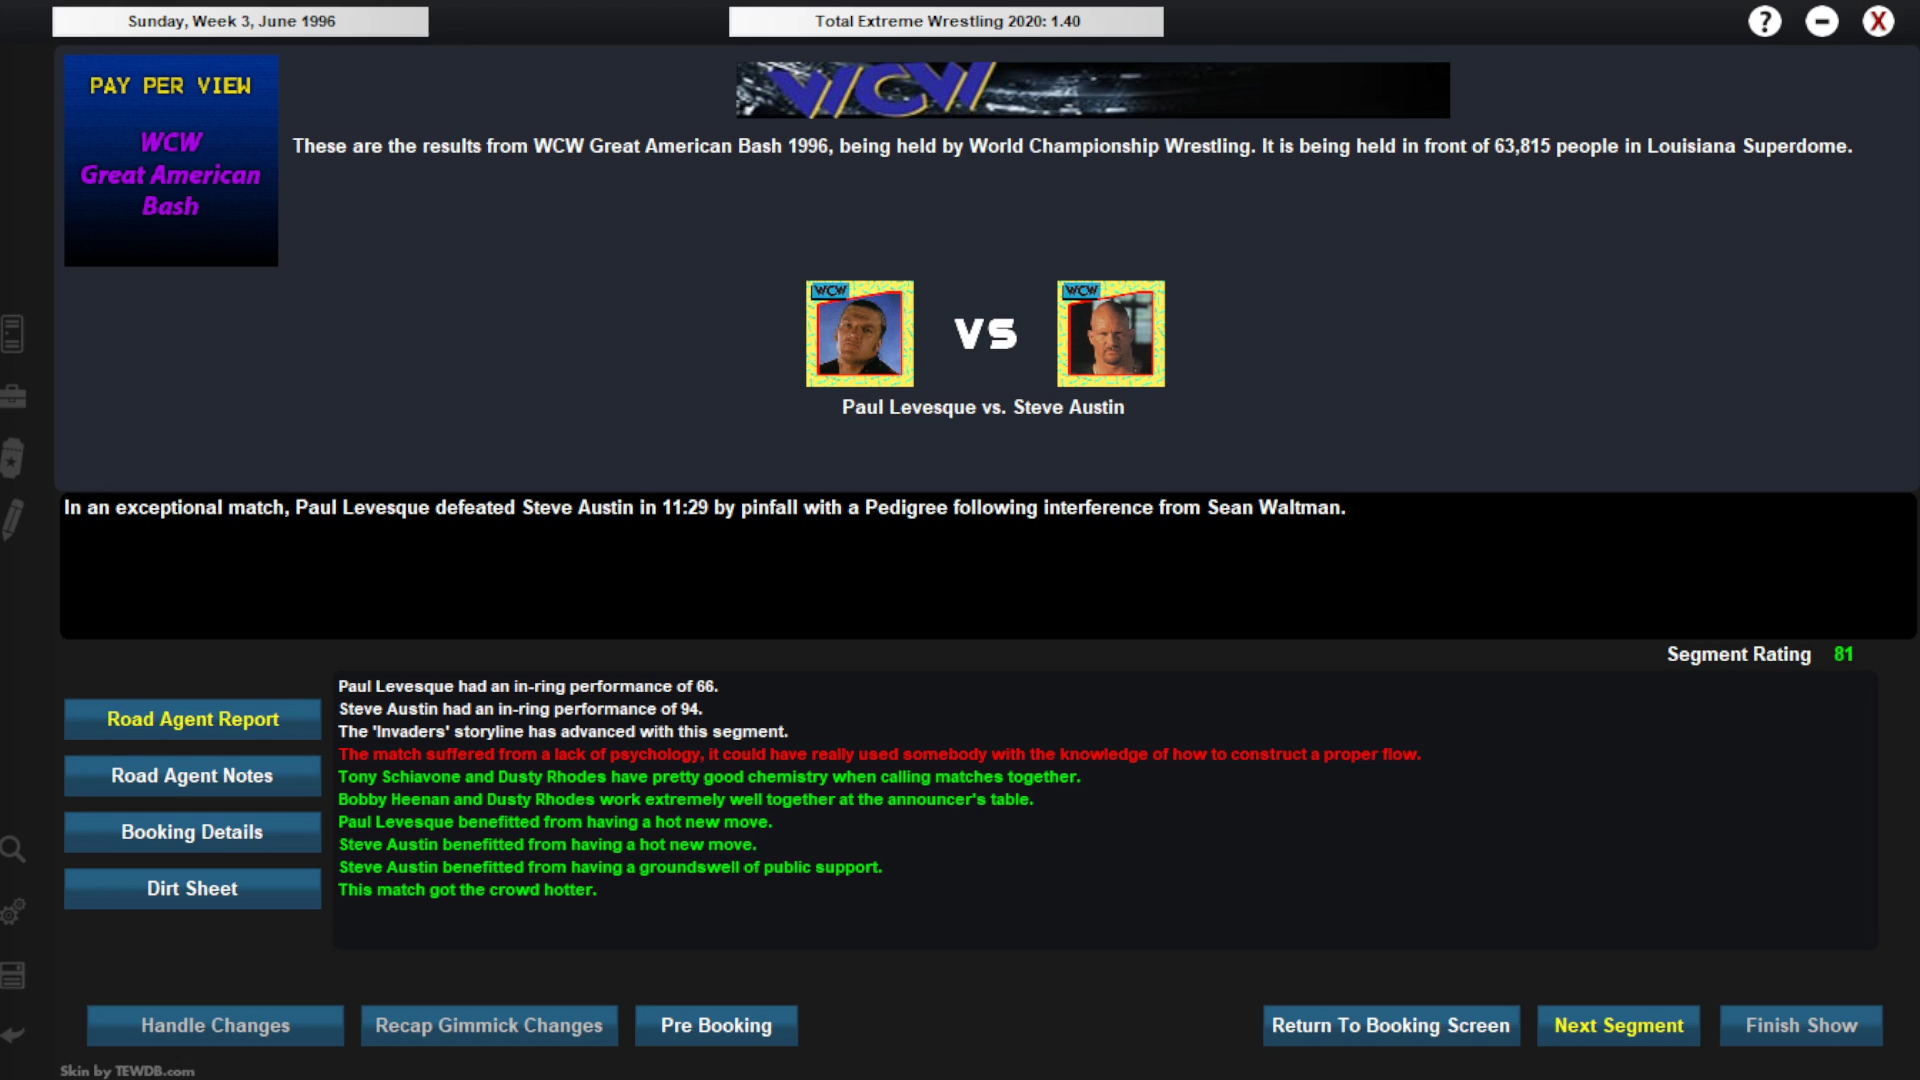 Sunday, Week 3, June 1996
Total Extreme Wrestling 2020: 1.40
?
X
PAY PER VIEW
WCW
Great American
Bash
WCW
These are the results from WCW Great American Bash 1996, being held by World Championship Wrestling. It is being held in front of 63,815 people in Louisiana Superdome.
WCW
VS
WCW
Paul Levesque vs. Steve Austin
In an exceptional match, Paul Levesque defeated Steve Austin in 11:29 by pinfall with a Pedigree following interference from Sean Waltman.
Segment Rating 81
Road Agent Report
Road Agent Notes
Booking Details
Dirt Sheet
Paul Levesque had an in-ring performance of 66.
Steve Austin had an in-ring performance of 94.
The 'Invaders' storyline has advanced with this segment.
The match suffered from a lack of psychology, it could have really used somebody with the knowledge of how to construct a proper flow.
Tony Schiavone and Dusty Rhodes have pretty good chemistry when calling matches together.
Bobby Heenan and Dusty Rhodes work extremely well together at the announcer's table.
Paul Levesque benefitted from having a hot new move.
Steve Austin benefitted from having a hot new move.
Steve Austin benefitted from having a groundswell of public support.
This match got the crowd hotter.
Handle Changes
Recap Gimmick Changes
Pre Booking
Return To Booking Screen
Next Segment
Finish Show
Skin by TEWDB.com